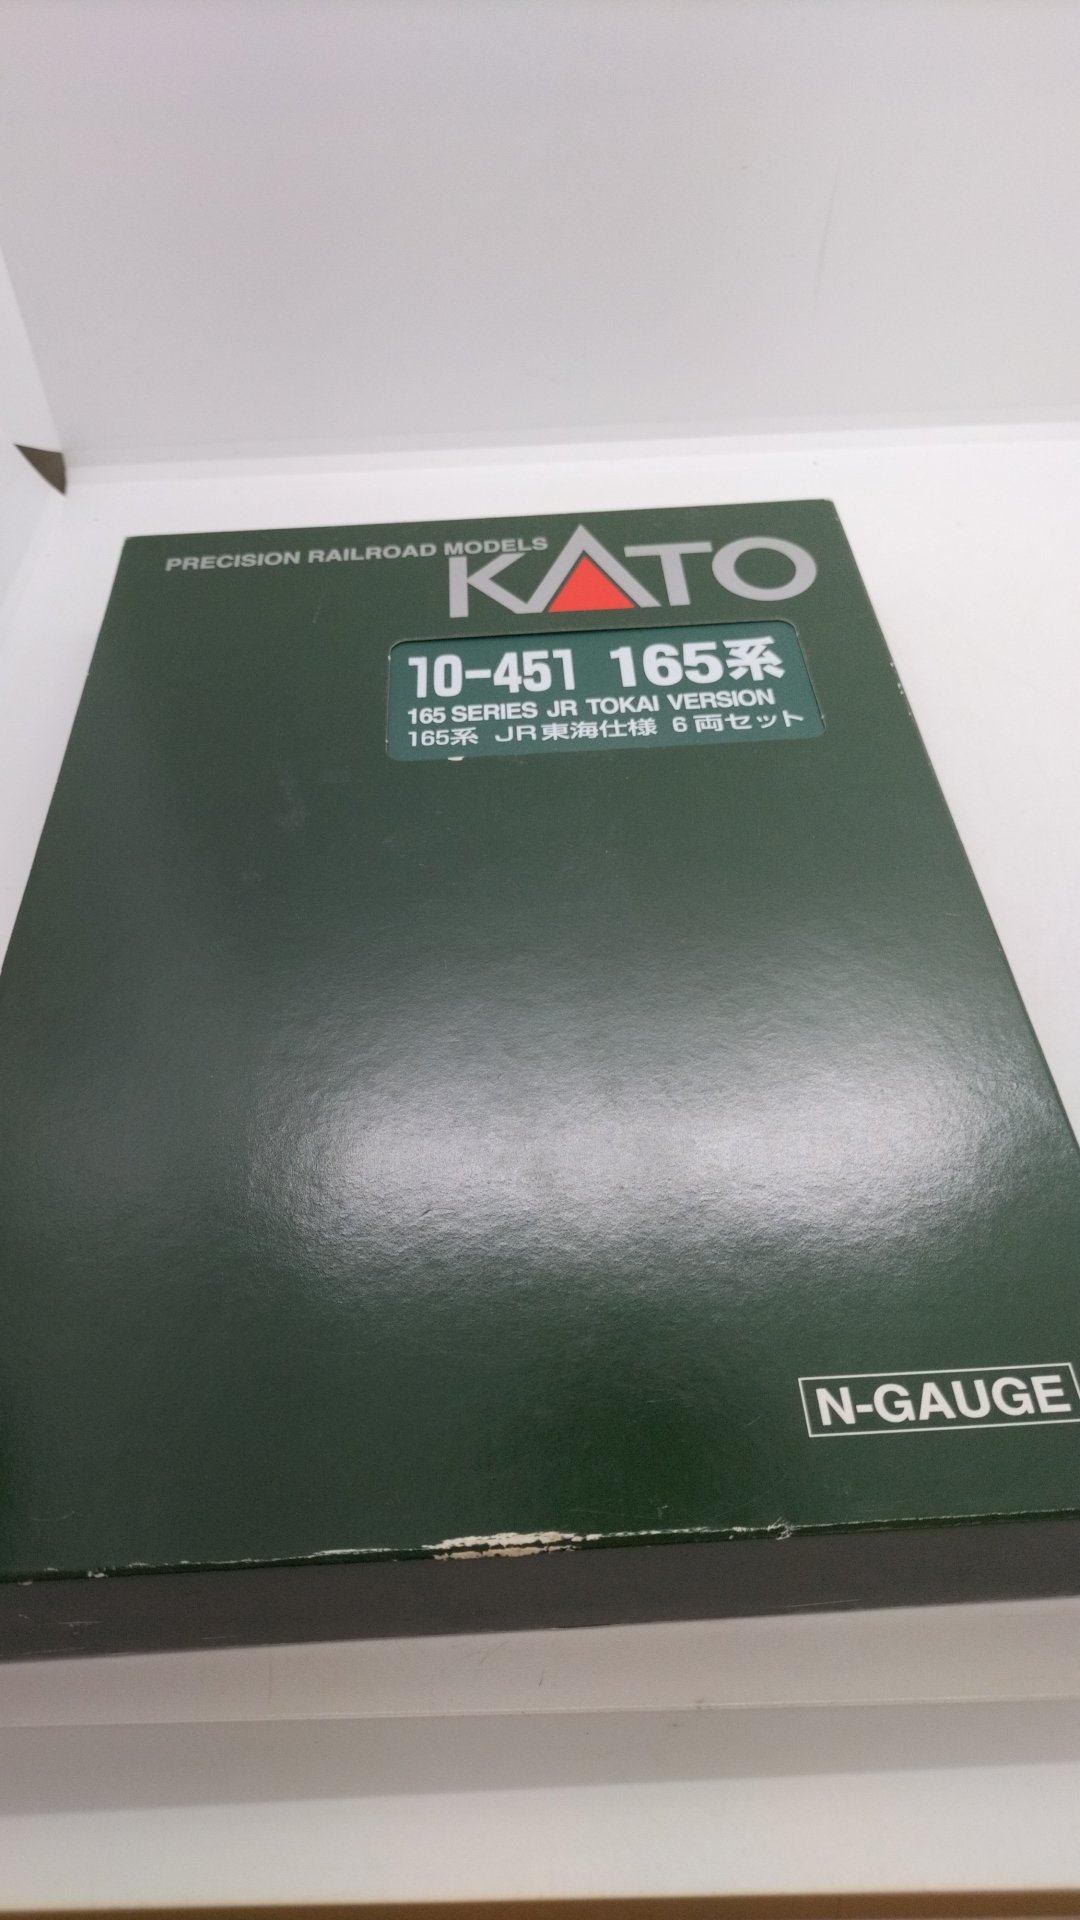 PRECISION RAILROAD MODELS
KATO
10-451 165系
165 SERIES JR TOKAI VERSION
165系 JR東海仕様 6両セット
N-GAUGE